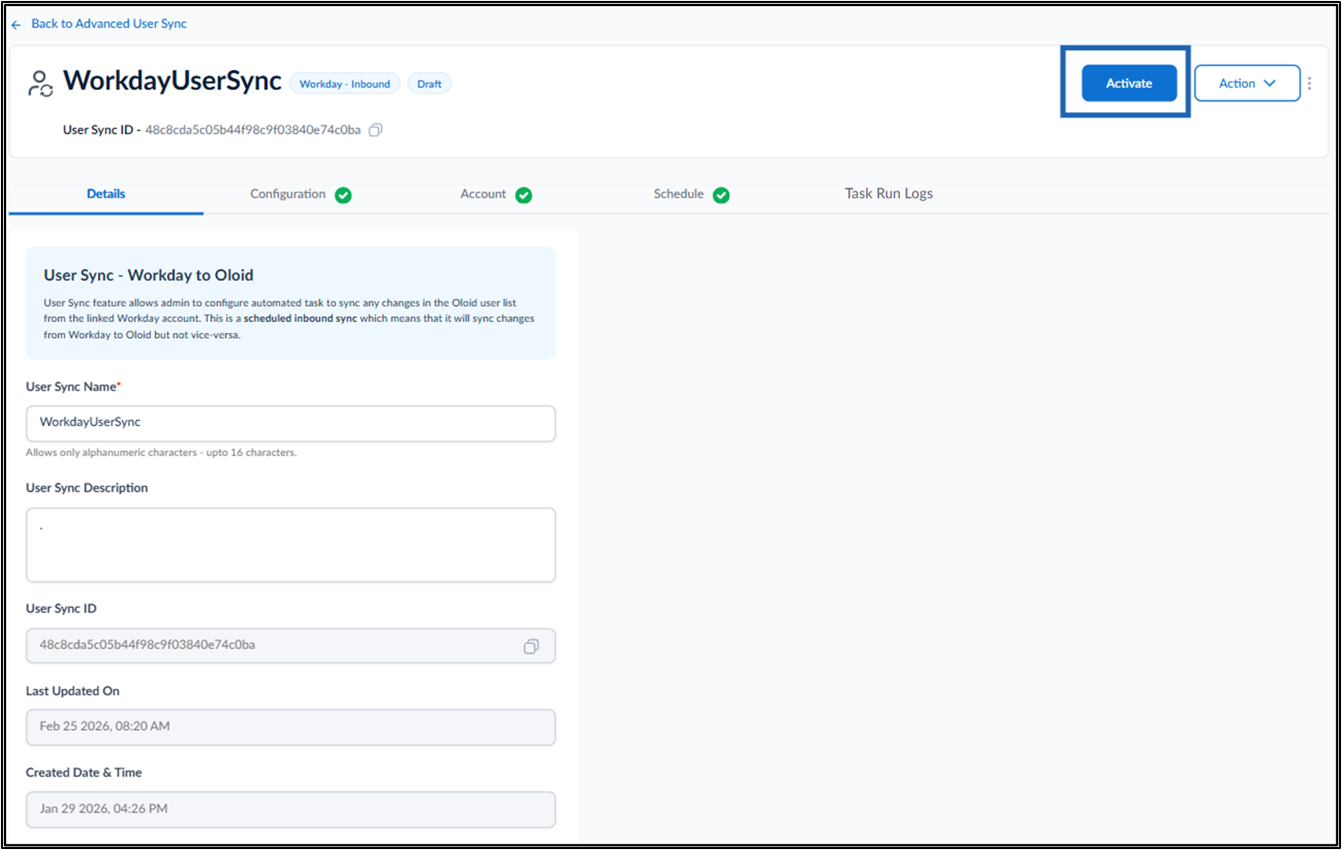 Back to Advanced User Sync
WorkdayUserSync Workday - Inbound Draft
Activate Action
User Sync ID - 48c8cda5c05b44f98c9f03840e74c0ba
Details Configuration Account Schedule Task Run Logs
User Sync - Workday to Oloid
User Sync feature allows admin to configure automated task to sync any changes in the Oloid user list
from the linked Workday account. This is a scheduled inbound sync which means that it will sync changes
from Workday to Oloid but not vice-versa.
User Sync Name*
WorkdayUserSync
Allows only alphanumeric characters - upto 16 characters.
User Sync Description
.
User Sync ID
48c8cda5c05b44f98c9f03840e74c0ba
Last Updated On
Feb 25 2026, 08:20 AM
Created Date & Time
Jan 29 2026, 04:26 PM